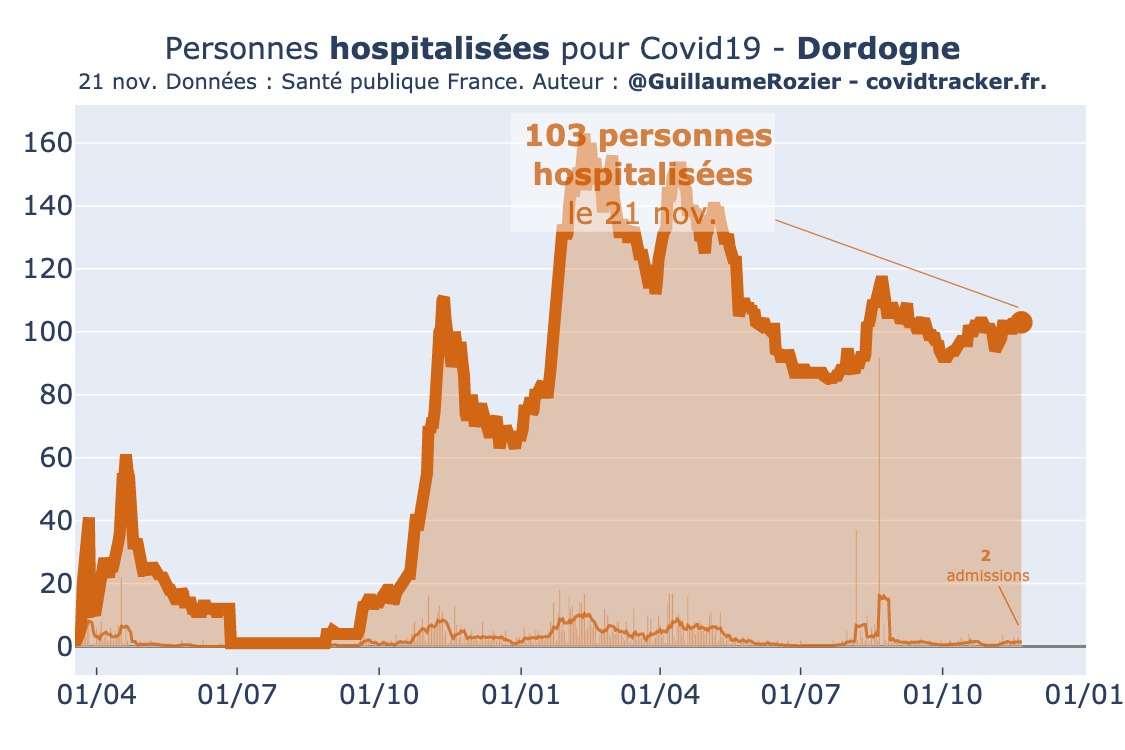 Personnes hospitalisées pour Covid19 - Dordogne
21 nov. Données : Santé publique France. Auteur : @GuillaumeRozier - covidtracker.fr.
103 personnes
hospitalisées
le 21 nov.
160
140
120
100
80
60
40
20
0
2
admissions
01/04 01/07 01/10 01/01 01/04 01/07 01/10 01/01